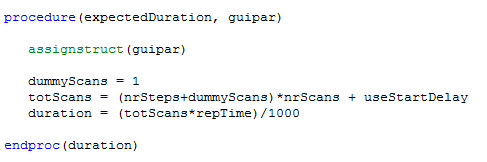 procedure(expectedDuration, guipar)
assignstruct(guipar)
dummyScans = 1
totScans = (nrSteps+dummyScans)*nrScans + useStartDelay
duration = (totScans*repTime)/1000
endproc(duration)